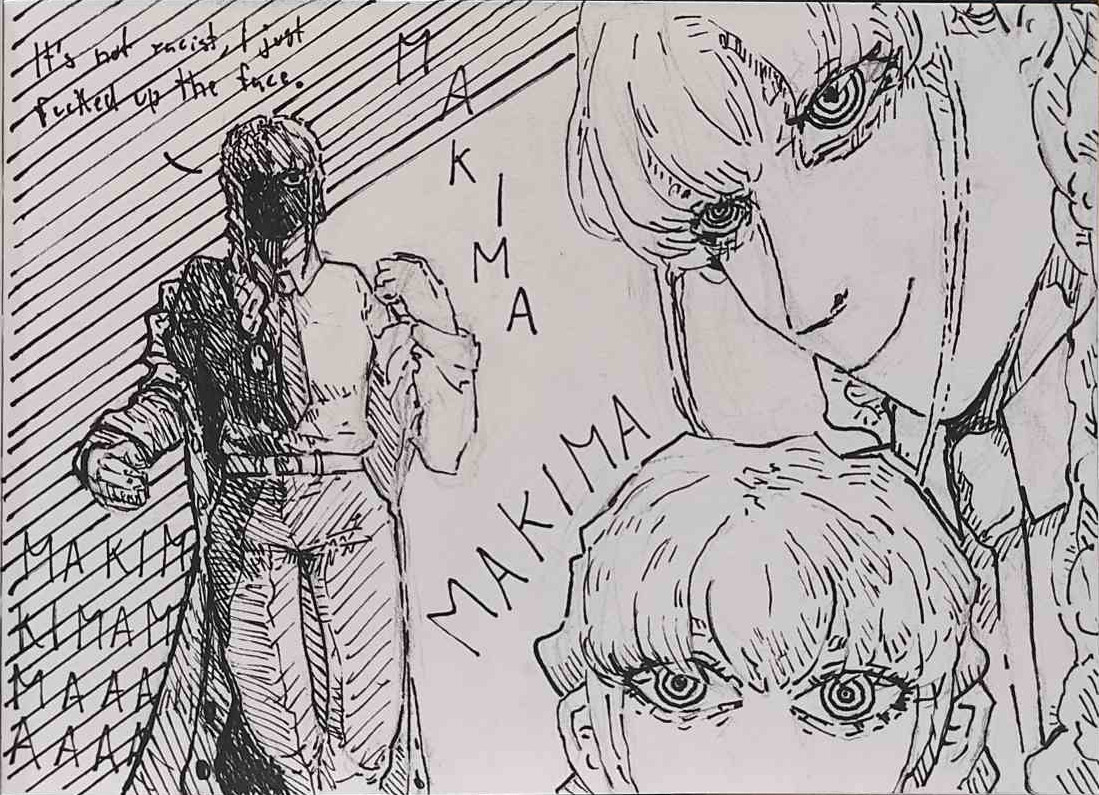 It's not racist, I just
fucked up the face.
MAKIMA
MAKIMA
MAKIM
KIMAM
MAAA
AAAA